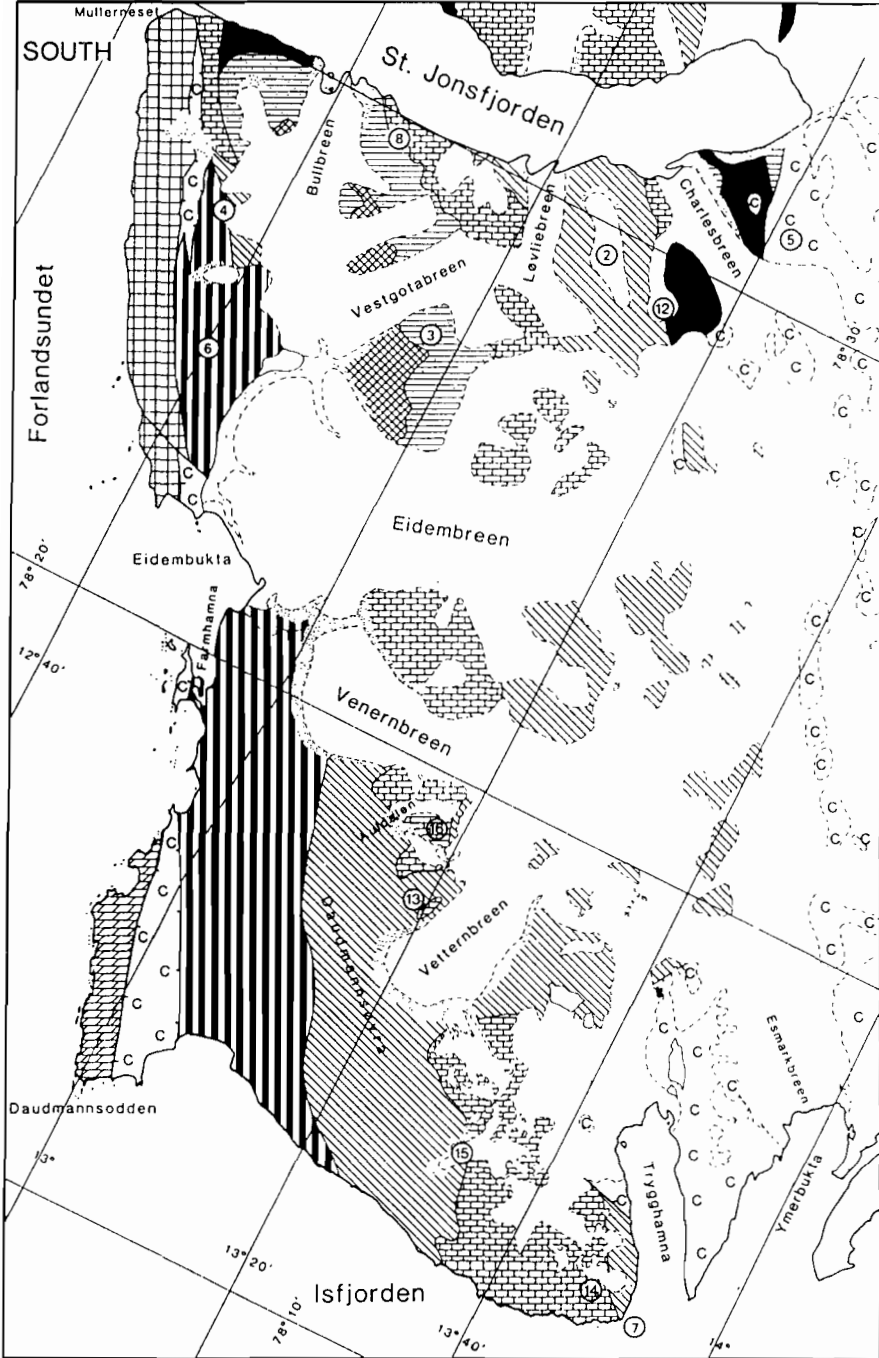 Mullerneset
SOUTH
St. Jonsfjorden
C
8
Bullbreen
Charlesbreen
C
C
C
C
C
C
C
4
Løvliebreen
2
C
C
5
Forlandsundet
Vestgotabreen
12
C
C
6
3
C
C
C
78° 30'
C
C
C
C
C
C
C
Eidembreen
C
Eidembukta
78° 20'
Farmhamna
12° 40'
C
C
Venernbreen
C
C
C
C
16
C
13
Daudmannsøyra
Vetternbreen
C
C
C
C
C
C
C
Esmarkbreen
C
C
C
C
Daudmannsodden
C
C
15
Trygghamna
C
C
C
13°
Ymerbukta
C
13° 20'
Isfjorden
14
78° 10'
7
13° 40'
14°